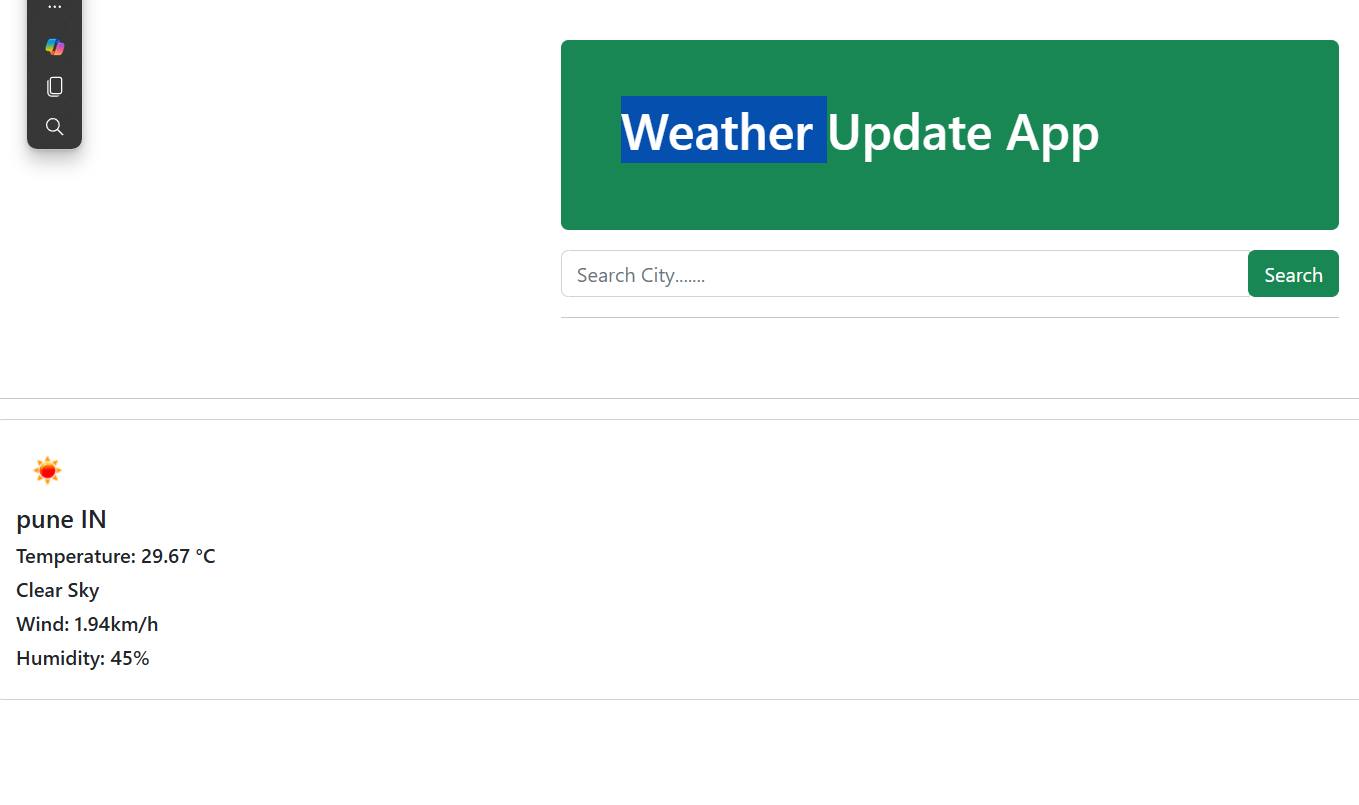 Weather Update App
Search City.......
Search
pune IN
Temperature: 29.67 °C
Clear Sky
Wind: 1.94km/h
Humidity: 45%